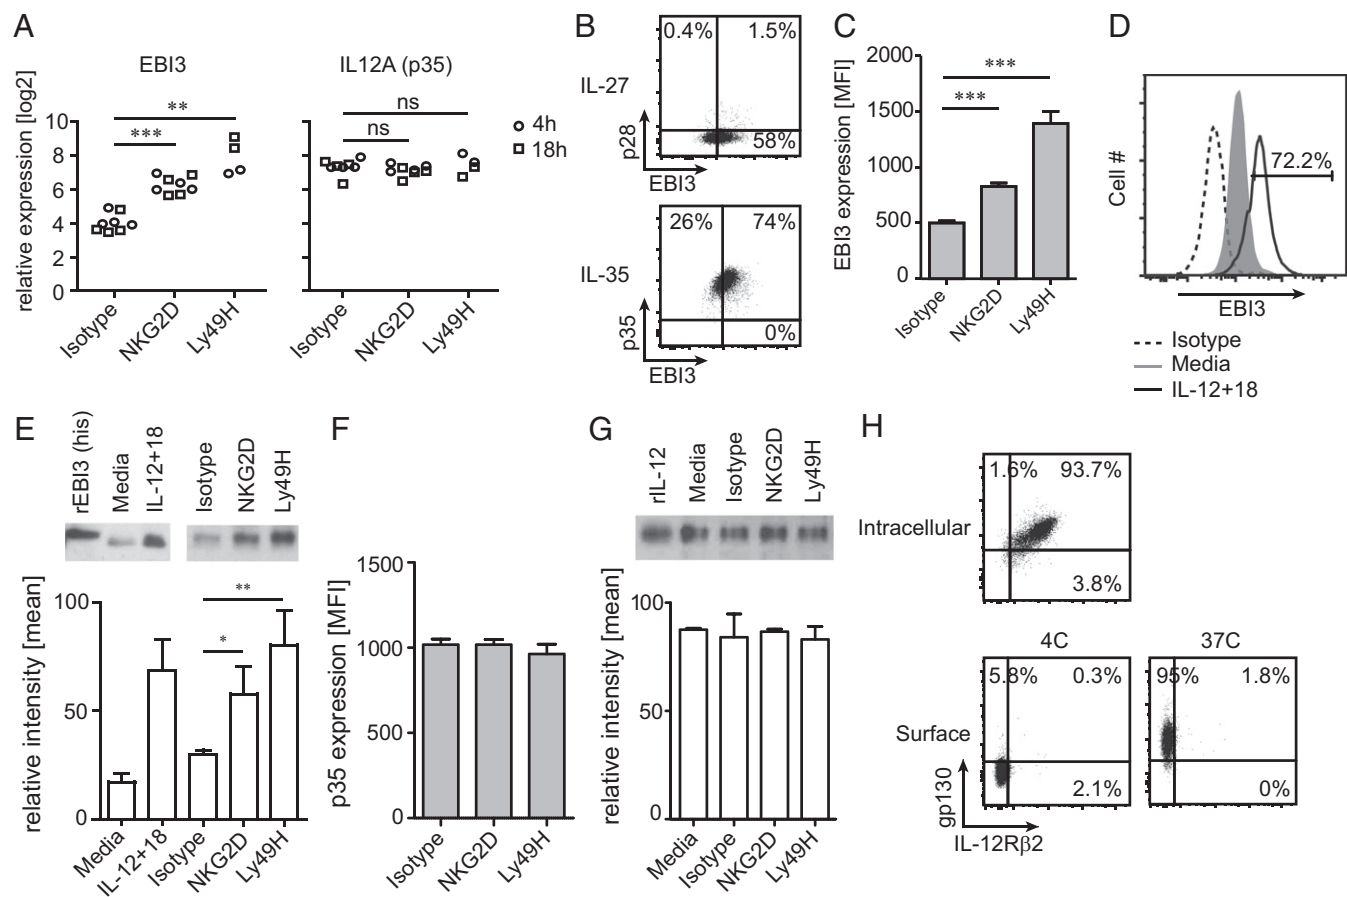 A
EBI3
IL12A (p35)
relative expression [log2]
10
8
6
4
2
0
**
***
ns
ns
4h
18h
Isotype
NKG2D
Ly49H
Isotype
NKG2D
Ly49H
B
IL-27
0.4%
1.5%
58%
p28
EBI3
IL-35
26%
74%
0%
p35
EBI3
C
EBI3 expression [MFI]
2000
1500
1000
500
0
***
***
Isotype
NKG2D
Ly49H
D
Cell #
72.2%
EBI3
Isotype
Media
IL-12+18
E
rEBI3 (his)
Media
IL-12+18
Isotype
NKG2D
Ly49H
relative intensity [mean]
100
50
0
**
*
Media
IL-12+18
Isotype
NKG2D
Ly49H
F
p35 expression [MFI]
1500
1000
500
0
Isotype
NKG2D
Ly49H
G
rIL-12
Media
Isotype
NKG2D
Ly49H
relative intensity [mean]
100
50
0
Media
Isotype
NKG2D
Ly49H
H
Intracellular
1.6%
93.7%
3.8%
4C
37C
Surface
5.8%
0.3%
2.1%
95%
1.8%
0%
gp130
IL-12Rβ2